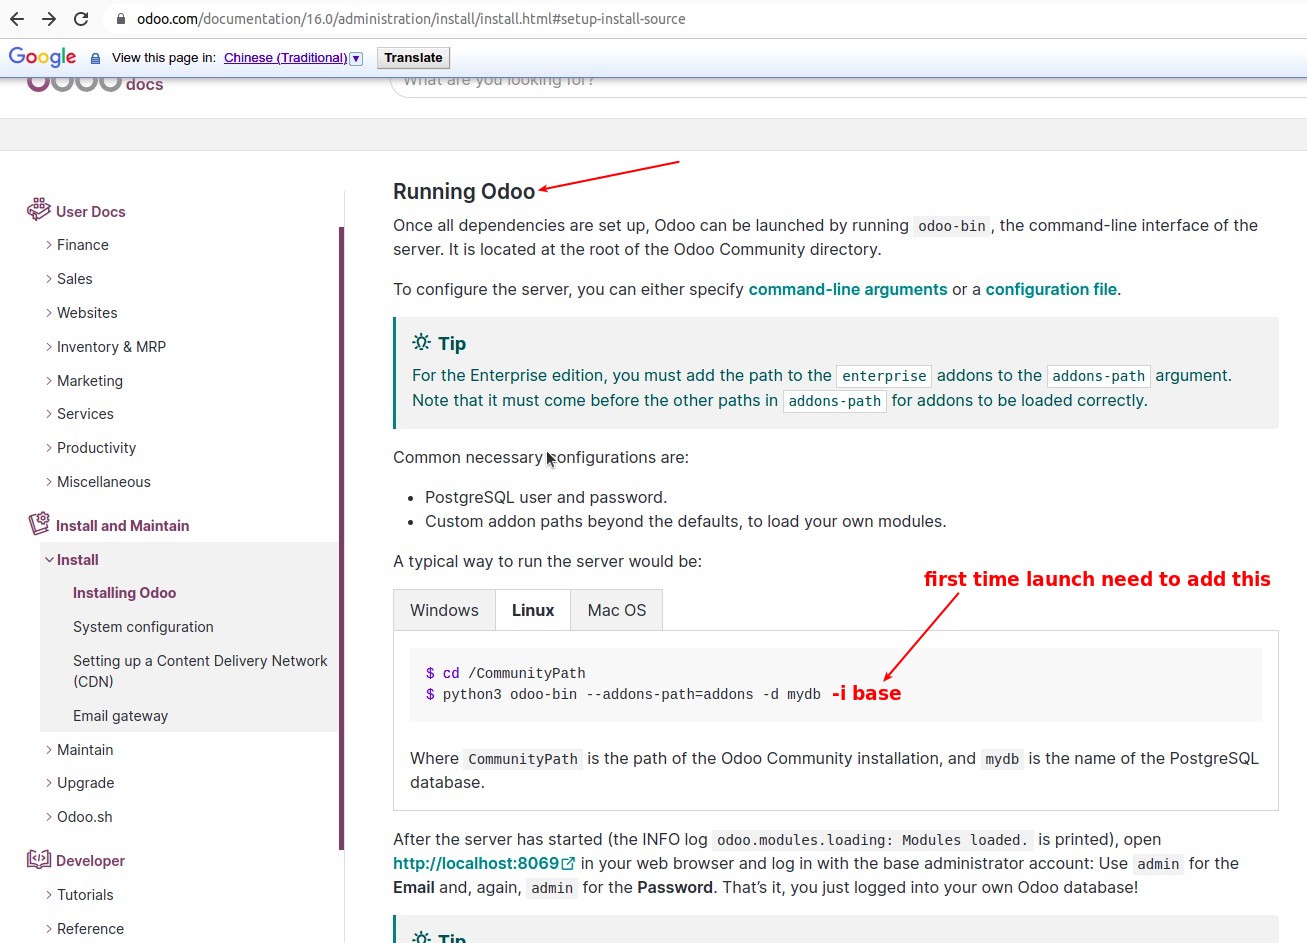 odoo.com/documentation/16.0/administration/install/install.html#setup-install-source
Google View this page in: Chinese (Traditional) Translate
odoo docs
What are you looking for?
User Docs
Finance
Sales
Websites
Inventory & MRP
Marketing
Services
Productivity
Miscellaneous
Install and Maintain
Install
Installing Odoo
System configuration
Setting up a Content Delivery Network
(CDN)
Email gateway
Maintain
Upgrade
Odoo.sh
Developer
Tutorials
Reference
Running Odoo
Once all dependencies are set up, Odoo can be launched by running odoo-bin, the command-line interface of the
server. It is located at the root of the Odoo Community directory.
To configure the server, you can either specify command-line arguments or a configuration file.
Tip
For the Enterprise edition, you must add the path to the enterprise addons to the addons-path argument.
Note that it must come before the other paths in addons-path for addons to be loaded correctly.
Common necessary configurations are:
• PostgreSQL user and password.
• Custom addon paths beyond the defaults, to load your own modules.
A typical way to run the server would be:
first time launch need to add this
Windows Linux Mac OS
$ cd /CommunityPath
$ python3 odoo-bin --addons-path=addons -d mydb -i base
Where CommunityPath is the path of the Odoo Community installation, and mydb is the name of the PostgreSQL
database.
After the server has started (the INFO log odoo.modules.loading: Modules loaded. is printed), open
http://localhost:8069 in your web browser and log in with the base administrator account: Use admin for the
Email and, again, admin for the Password. That’s it, you just logged into your own Odoo database!
Tip